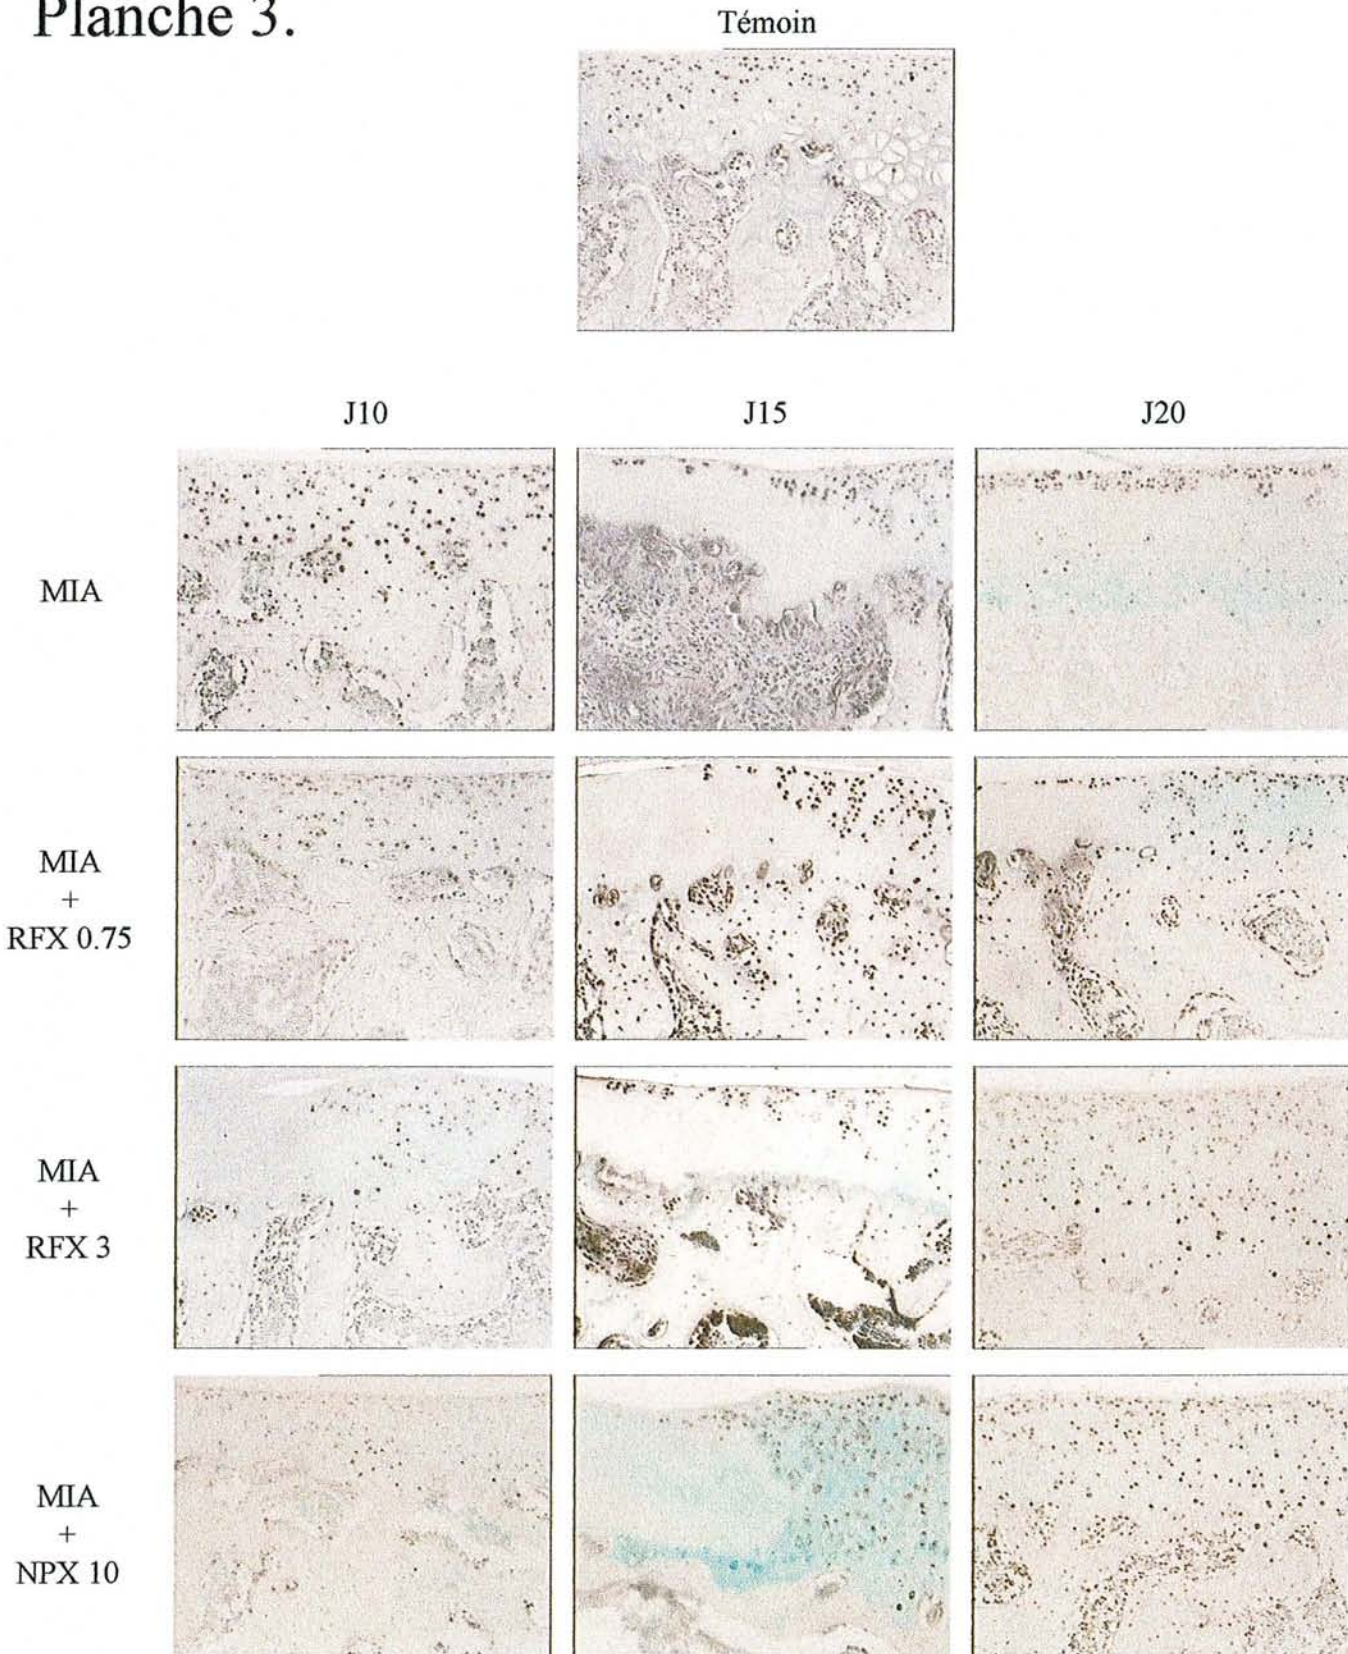 Planche 3.
Témoin
J10
J15
J20
MIA
MIA
+
RFX 0.75
MIA
+
RFX 3
MIA
+
NPX 10